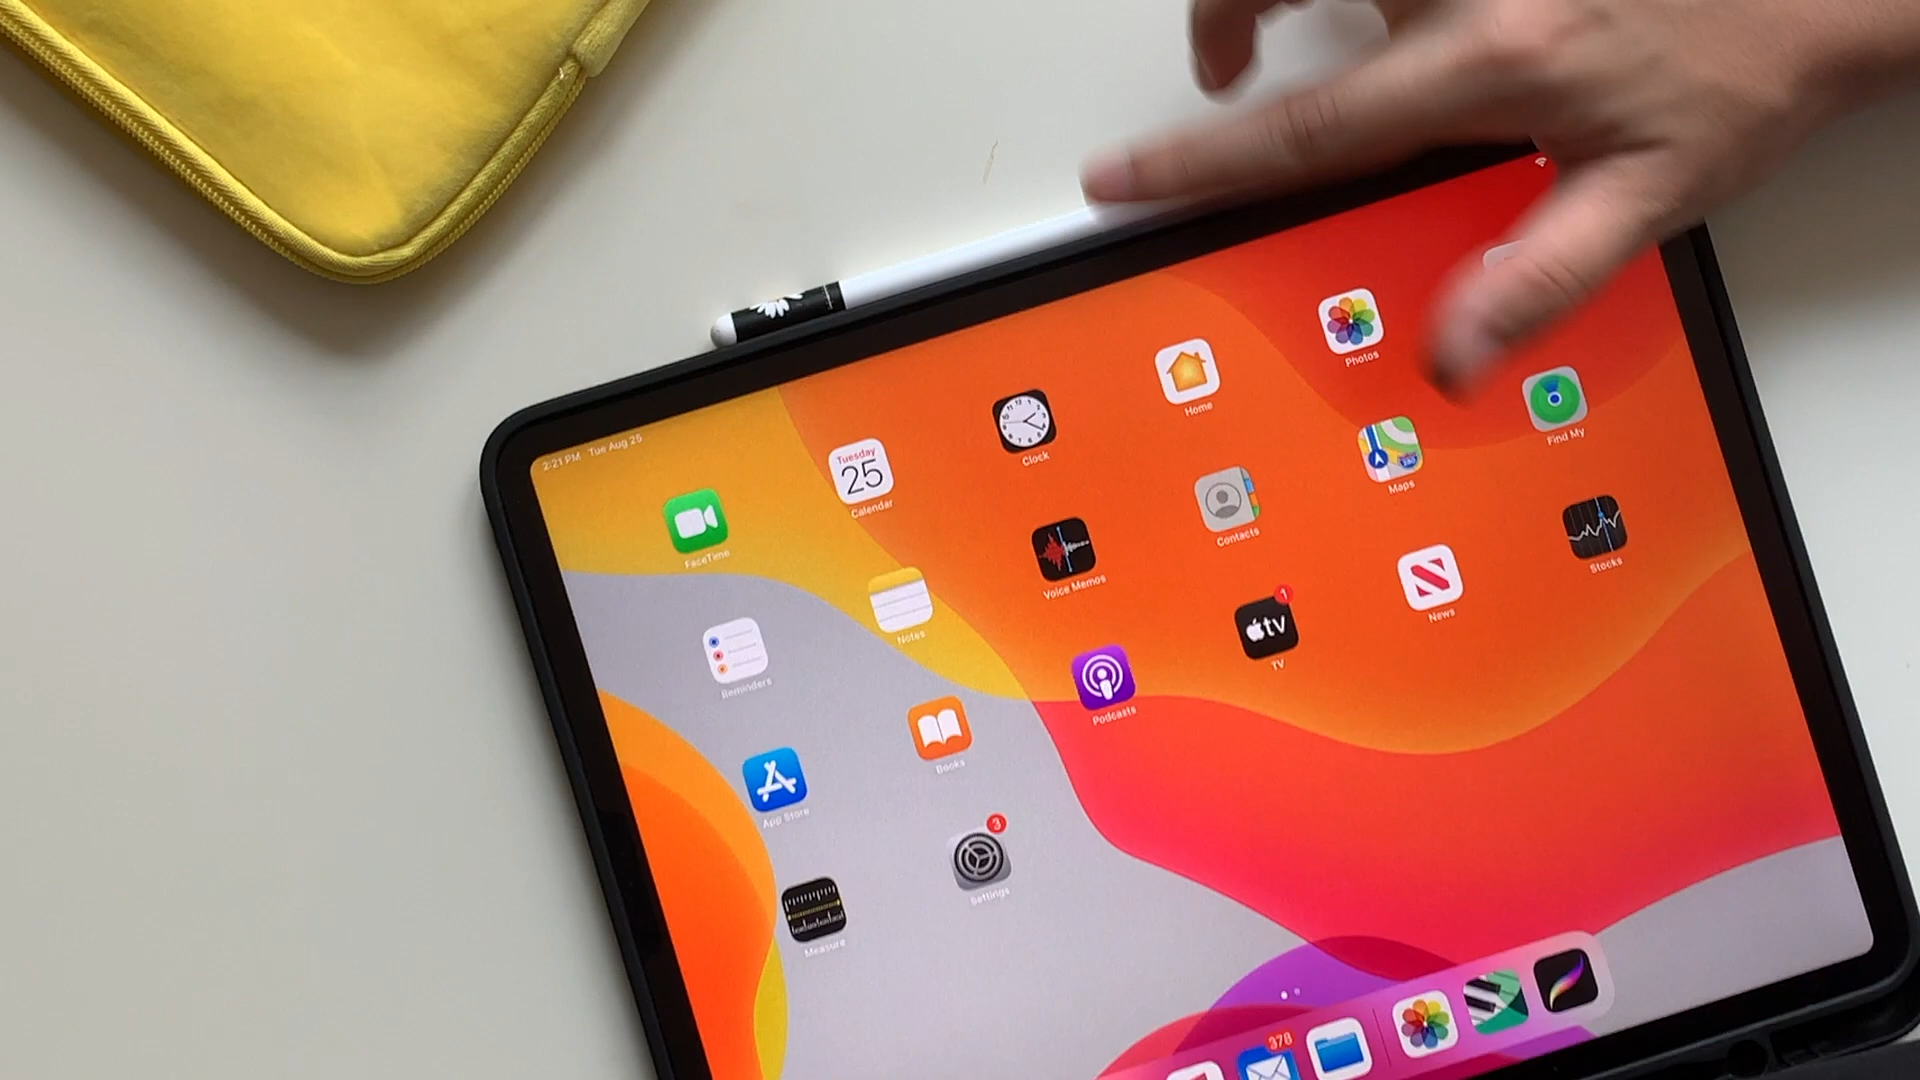 2:21 PM Tue Aug 25
FaceTime
Tuesday
25
Calendar
Clock
Home
Photos
Reminders
Notes
Voice Memos
Contacts
Maps
Find My
App Store
Books
Podcasts
1
tv
TV
News
Stocks
Measure
3
Settings
378